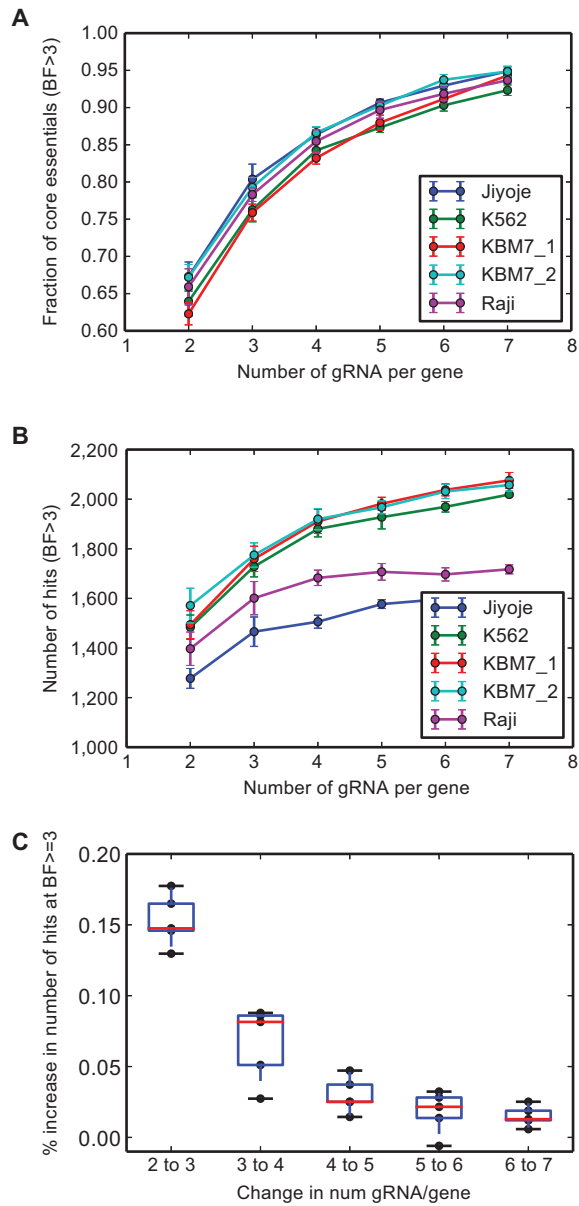 A
1.00
0.95
0.90
0.85
0.80
0.75
0.70
0.65
0.60
Fraction of core essentials (BF>3)
Jiyoje
K562
KBM7_1
KBM7_2
Raji
1 2 3 4 5 6 7 8
Number of gRNA per gene
B
2,200
2,000
1,800
1,600
1,400
1,200
1,000
Number of hits (BF>3)
Jiyoje
K562
KBM7_1
KBM7_2
Raji
1 2 3 4 5 6 7 8
Number of gRNA per gene
C
0.20
0.15
0.10
0.05
0.00
% increase in number of hits at BF>=3
2 to 3 3 to 4 4 to 5 5 to 6 6 to 7
Change in num gRNA/gene